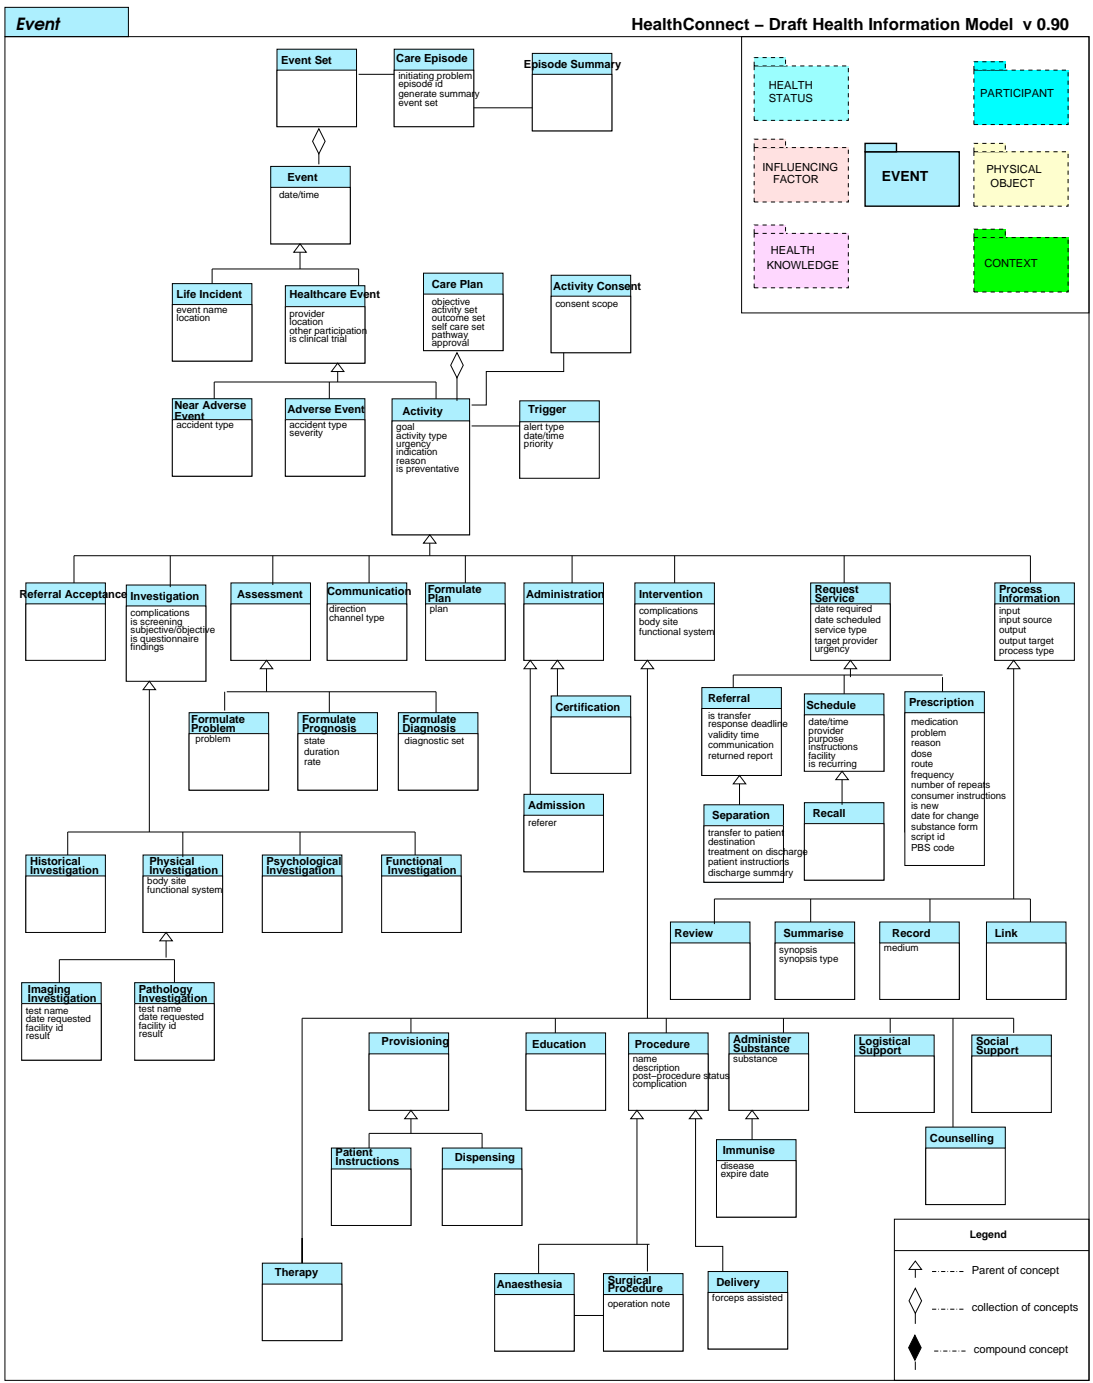 Event
HealthConnect – Draft Health Information Model v 0.90
Event Set
Care Episode
initiating problem
episode id
generate summary
event set
Episode Summary
HEALTH
STATUS
PARTICIPANT
INFLUENCING
FACTOR
EVENT
PHYSICAL
OBJECT
HEALTH
KNOWLEDGE
CONTEXT
Event
date/time
Life Incident
event name
location
Healthcare Event
provider
location
other participation
is clinical trial
Care Plan
objective
activity set
outcome set
self care set
pathway
approval
Activity Consent
consent scope
Near Adverse
Event
accident type
Adverse Event
accident type
severity
Activity
goal
activity type
urgency
indication
reason
is preventative
Trigger
alert type
date/time
priority
Referral Acceptance
Investigation
complications
is screening
subjective/objective
is questionnaire
findings
Assessment
Communication
direction
channel type
Formulate
Plan
plan
Administration
Intervention
complications
body site
functional system
Request
Service
date required
date scheduled
service type
target provider
urgency
Process
Information
input
input source
output
output target
process type
Formulate
Problem
problem
Formulate
Prognosis
state
duration
rate
Formulate
Diagnosis
diagnostic set
Certification
Referral
is transfer
response deadline
validity time
communication
returned report
Schedule
date/time
provider
purpose
instructions
facility
is recurring
Prescription
medication
problem
reason
dose
route
frequency
number of repeats
consumer instructions
is new
date for change
substance form
script id
PBS code
Admission
referer
Separation
transfer to patient
destination
treatment on discharge
patient instructions
discharge summary
Recall
Historical
Investigation
Physical
Investigation
body site
functional system
Psychological
Investigation
Functional
Investigation
Review
Summarise
synopsis
synopsis type
Record
medium
Link
Imaging
Investigation
test name
date requested
facility id
result
Pathology
Investigation
test name
date requested
facility id
result
Provisioning
Education
Procedure
name
description
post–procedure status
complication
Administer
Substance
substance
Logistical
Support
Social
Support
Patient
Instructions
Dispensing
Immunise
disease
expire date
Counselling
Therapy
Anaesthesia
Surgical
Procedure
operation note
Delivery
forceps assisted
Legend
Parent of concept
collection of concepts
compound concept